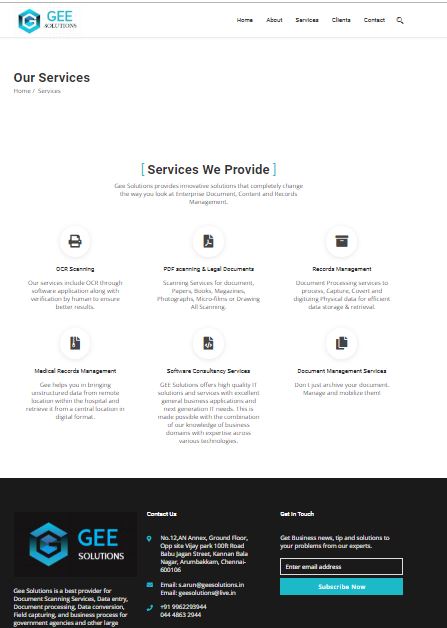 GEE
SOLUTIONS
Home About Services Clients Contact
Our Services
Home / Services
[ Services We Provide ]
Gee Solutions provides innovative solutions that completely change
the way you look at Enterprise Document, Content and Records
Management.
OCR Scanning
Our services include OCR through
software application along with
verification by human to ensure
better results.
PDF scanning & Legal Documents
Scanning Services for document,
Papers, Books, Magazines,
Photographs, Micro-films or Drawing
All Scanning.
Records Management
Document Processing services to
process, Capture, Covert and
digitizing Physical data for efficient
data storage & retrieval.
Medical Records Management
Gee helps you in bringing
unstructured data from remote
location within the hospital and
retrieve it from a central location in
digital format.
Software Consultancy Services
GEE Solutions offers high quality IT
solutions and services with excellent
general business applications and
next generation IT needs. This is
made possible with the combination
of our knowledge of business
domains with expertise across
various technologies.
Document Management Services
Don t just archive your document.
Manage and mobilize them!
GEE
SOLUTIONS
Gee Solutions is a best provider for
Document Scanning Services, Data entry,
Document processing, Data conversion,
Field capturing, and business process for
government agencies and other large
Contact Us
No.12,AN Annex, Ground Floor,
Opp site Vijay park 100ft Road
Babu Jagan Street, Kannan Bala
Nagar, Arumbakkam, Chennai-
600106
Email: s.arun@geesolutions.in
Email: geesolutions@live.in
+91 9962293944
044 4863 2944
Get In Touch
Get Business news, tip and solutions to
your problems from our experts.
Enter email address
Subscribe Now